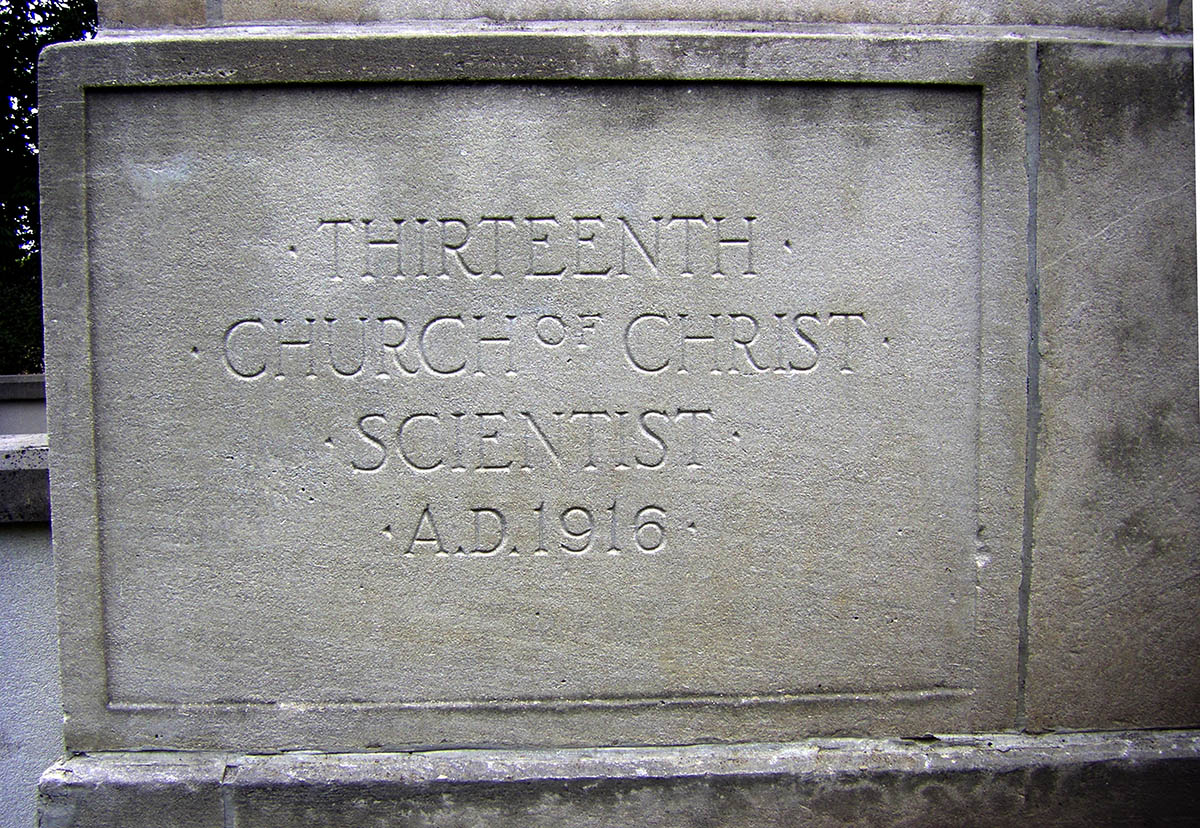 · THIRTEENTH ·
· CHURCH OF CHRIST ·
· SCIENTIST ·
· A.D. 1916 ·